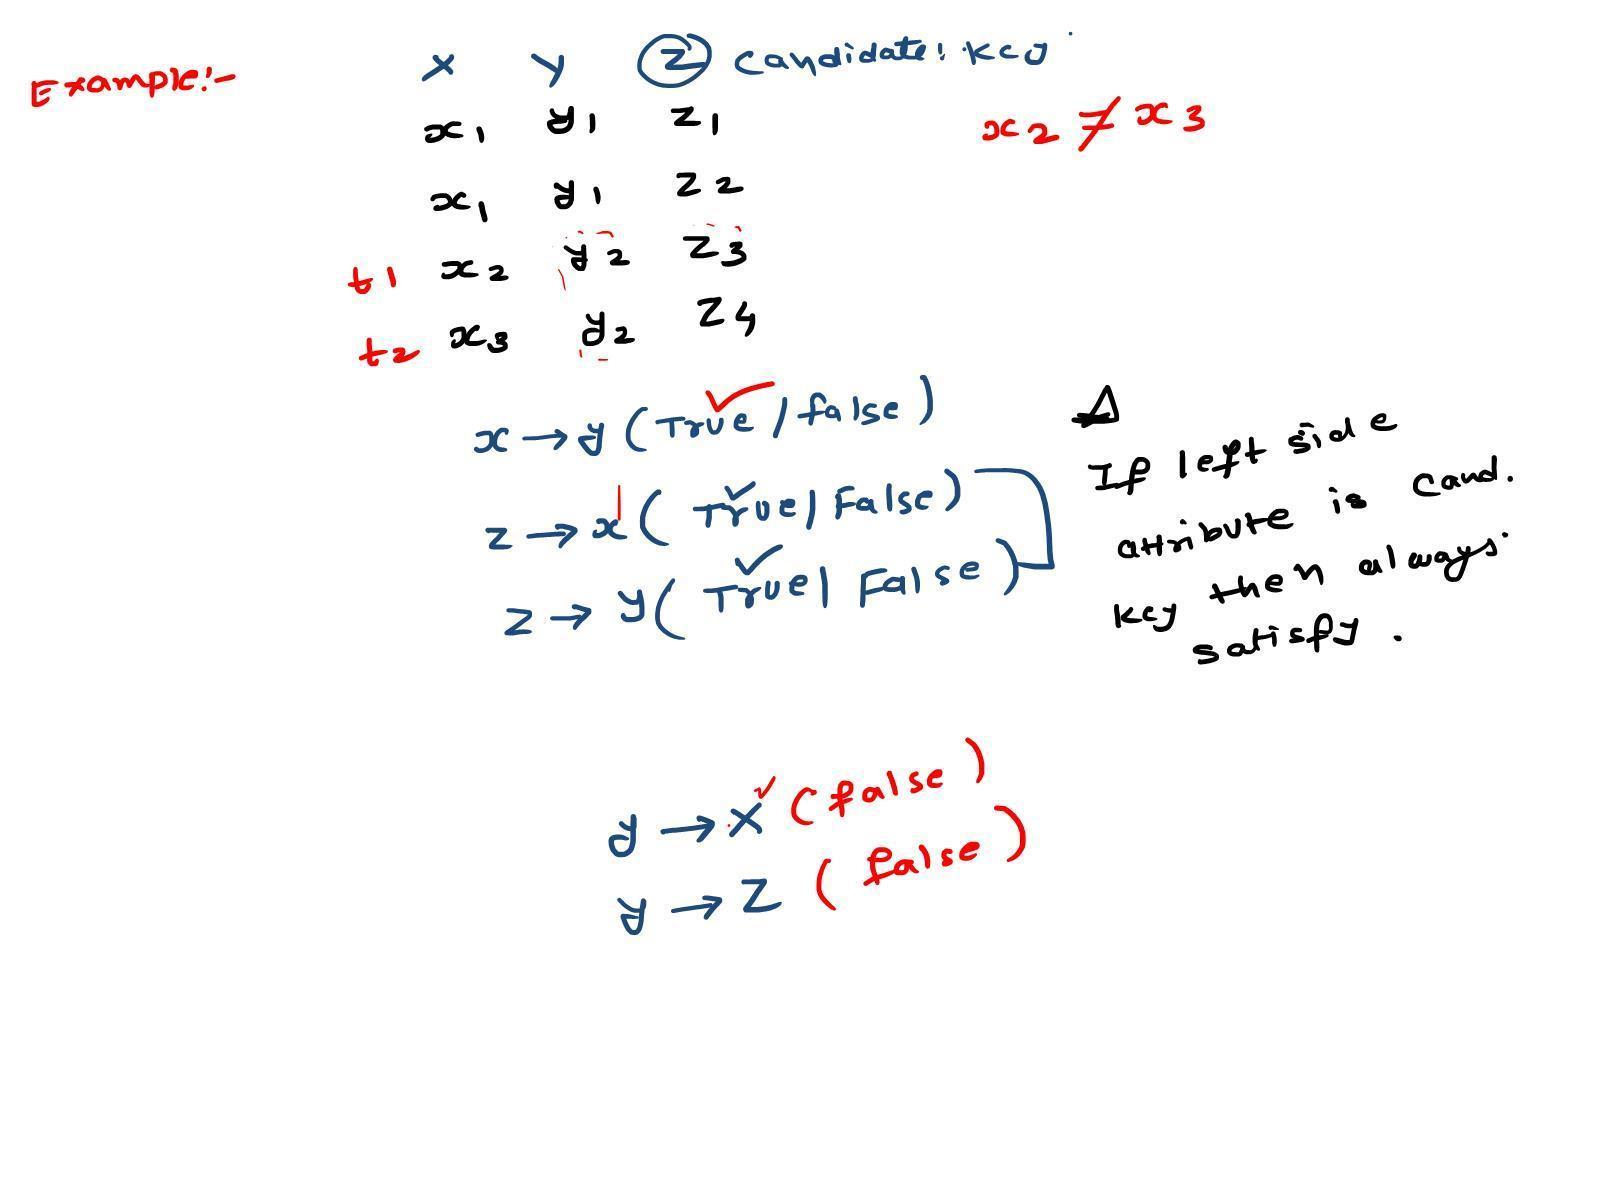 Example:-
X Y Z Candidate: Key
x1 y1 z1
x2 ≠ x3
x1 y1 z2
t1 x2 y2 z3
t2 x3 y2 z4
x → y (True/false)
z → x (True/False)
z → y (True/False)
If left side
attribute is cand.
key then always.
satisfy.
y → X (false)
y → Z (false)